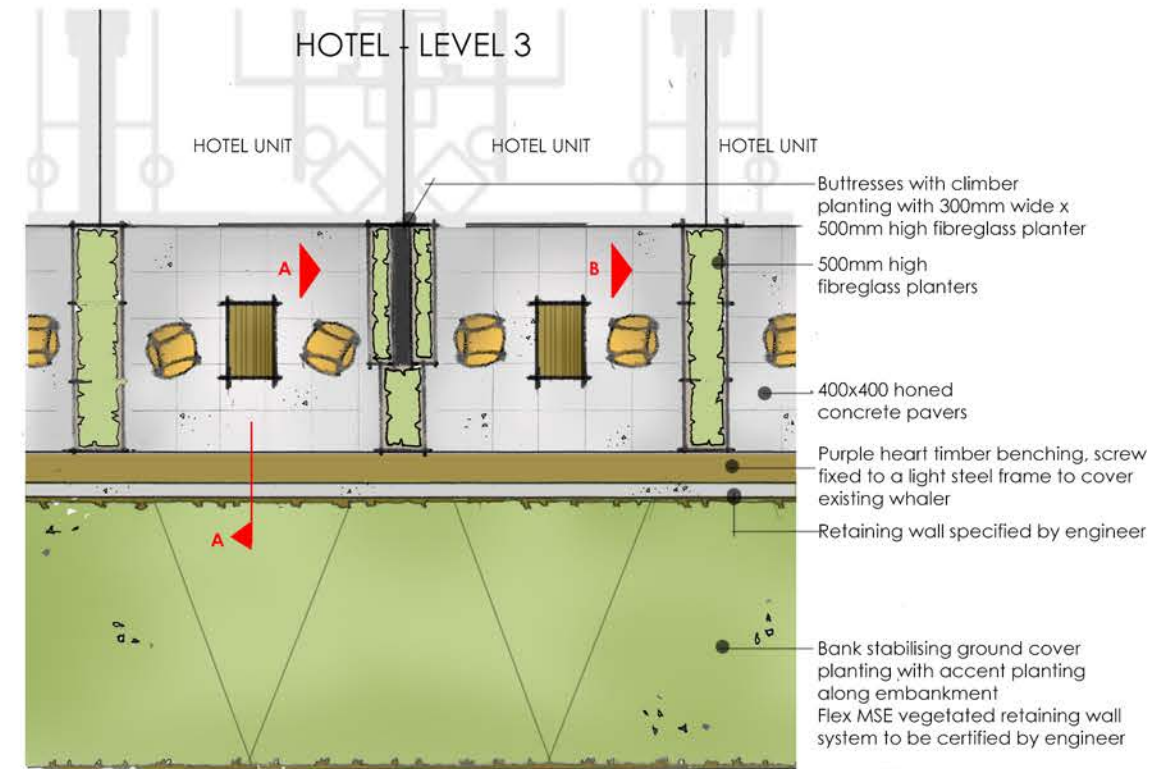 HOTEL - LEVEL 3
HOTEL UNIT
HOTEL UNIT
HOTEL UNIT
Buttresses with climber
planting with 300mm wide x
500mm high fibreglass planter
A
B
500mm high
fibreglass planters
400x400 honed
concrete pavers
Purple heart timber benching, screw
fixed to a light steel frame to cover
existing whaler
Retaining wall specified by engineer
A
Bank stabilising ground cover
planting with accent planting
along embankment
Flex MSE vegetated retaining wall
system to be certified by engineer